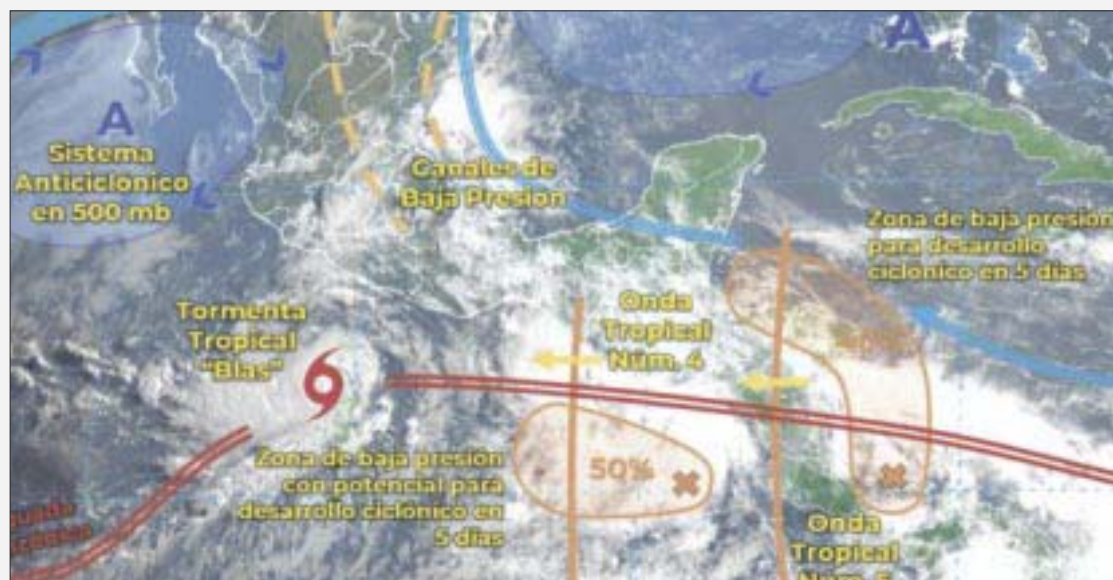 A
A
Sistema
Anticiclónico
en 500 mb
Canales de
Baja Presión
Zona de baja presión
para desarrollo
ciclónico en 5 días
Tormenta
Tropical
"Blas"
Onda
Tropical
Núm. 4
Zona de baja presión
con potencial para
desarrollo ciclónico en
5 días
50%
Onda
Tropical